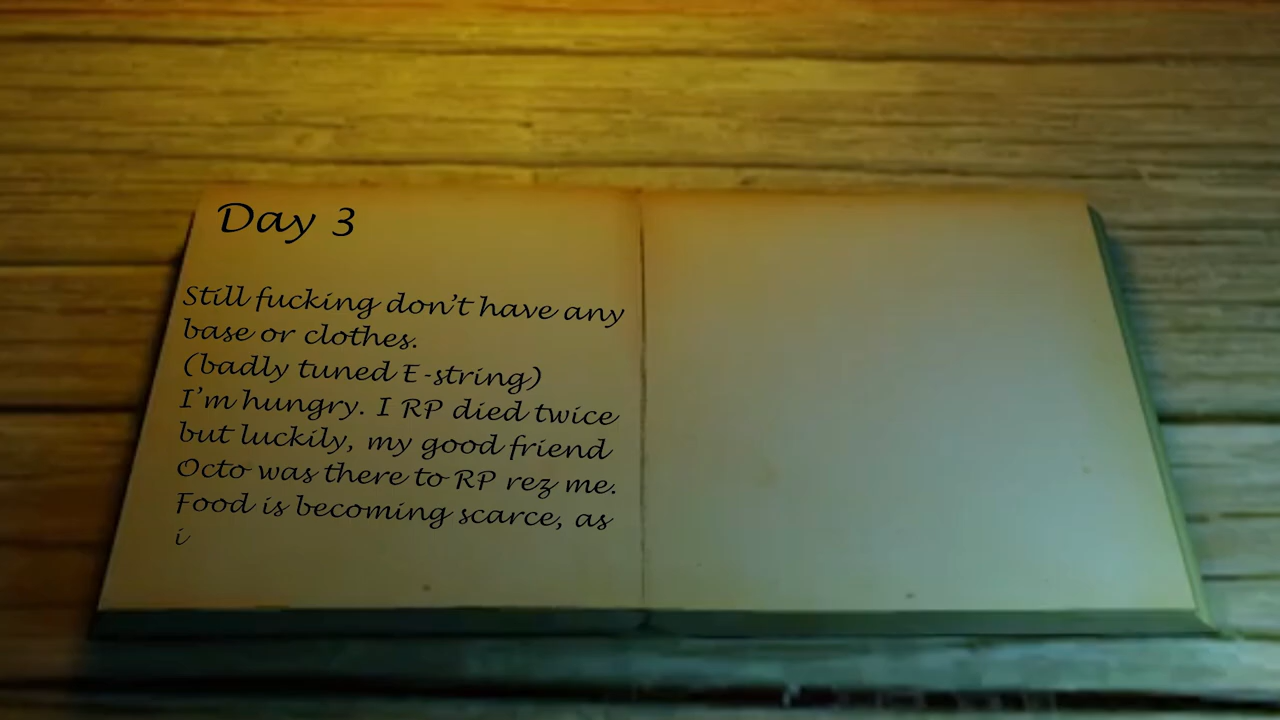 Day 3
Still fucking don't have any
base or clothes.
(badly tuned E-string)
I'm hungry. I RP died twice
but luckily, my good friend
Octo was there to RP rez me.
Food is becoming scarce, as
i